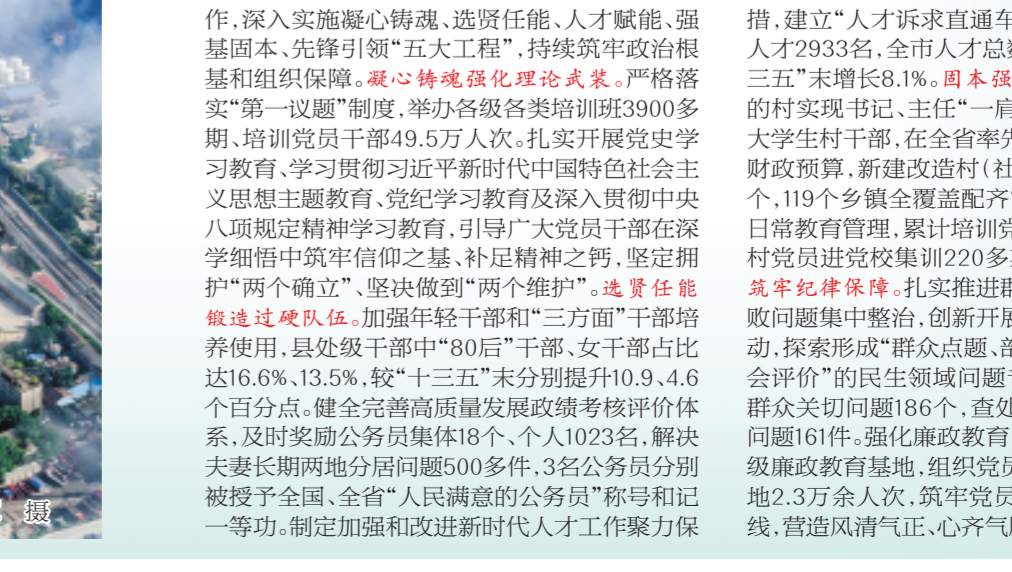 作,深入实施凝心铸魂、选贤任能、人才赋能、强
基固本、先锋引领“五大工程”,持续筑牢政治根
基和组织保障。凝心铸魂强化理论武装。严格落
实“第一议题”制度,举办各级各类培训班3900多
期、培训党员干部49.5万人次。扎实开展党史学
习教育、学习贯彻习近平新时代中国特色社会主
义思想主题教育、党纪学习教育及深入贯彻中央
八项规定精神学习教育,引导广大党员干部在深
学细悟中筑牢信仰之基、补足精神之钙,坚定拥
护“两个确立”、坚决做到“两个维护”。选贤任能
锻造过硬队伍。加强年轻干部和“三方面”干部培
养使用,县处级干部中“80后”干部、女干部占比
达16.6%、13.5%,较“十三五”末分别提升10.9、4.6
个百分点。健全完善高质量发展政绩考核评价体
系,及时奖励公务员集体18个、个人1023名,解决
夫妻长期两地分居问题500多件,3名公务员分别
被授予全国、全省“人民满意的公务员”称号和记
一等功。制定加强和改进新时代人才工作聚力保
措,建立“人才诉求直通车
人才2933名,全市人才总数
三五”末增长8.1%。固本强
的村实现书记、主任“一肩
大学生村干部,在全省率先
财政预算,新建改造村(社
个,119个乡镇全覆盖配齐
日常教育管理,累计培训党
村党员进党校集训220多
筑牢纪律保障。扎实推进群
败问题集中整治,创新开展
动,探索形成“群众点题、部
会评价”的民生领域问题
群众关切问题186个,查处
问题161件。强化廉政教育
级廉政教育基地,组织党员
地2.3万余人次,筑牢党员
线,营造风清气正、心齐气
摄